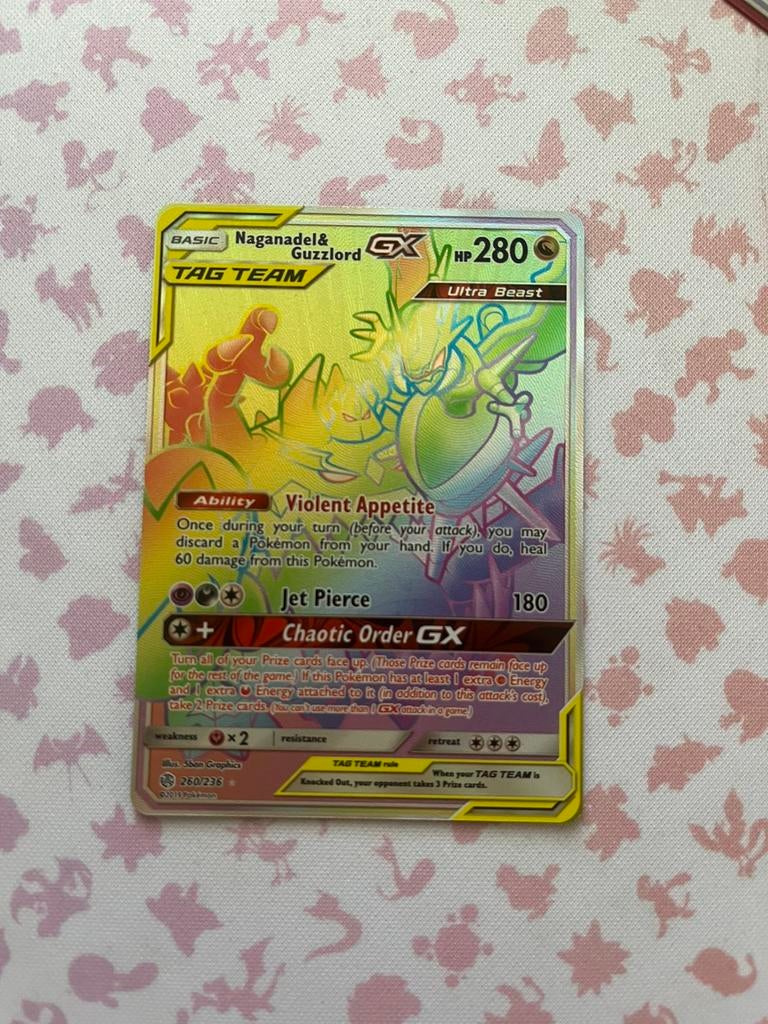 BASIC
Naganadel&
Guzzlord GX
HP 280
TAG TEAM
Ultra Beast
Ability Violent Appetite
Once during your turn (before your attack), you may
discard a Pokémon from your hand. If you do, heal
60 damage from this Pokémon.
Jet Pierce 180
+ Chaotic Order GX
Turn all of your Prize cards face up. (Those Prize cards remain face up
for the rest of the game.) If this Pokémon has at least 1 extra Energy
and 1 extra Energy attached to it (in addition to this attack's cost),
take 2 Prize cards. (You can't use more than 1 GX attack in a game.)
weakness ×2 resistance retreat
Illus. 5ban Graphics
TAG TEAM rule When your TAG TEAM is
Knocked Out, your opponent takes 3 Prize cards.
260/236
©2019 Pokémon